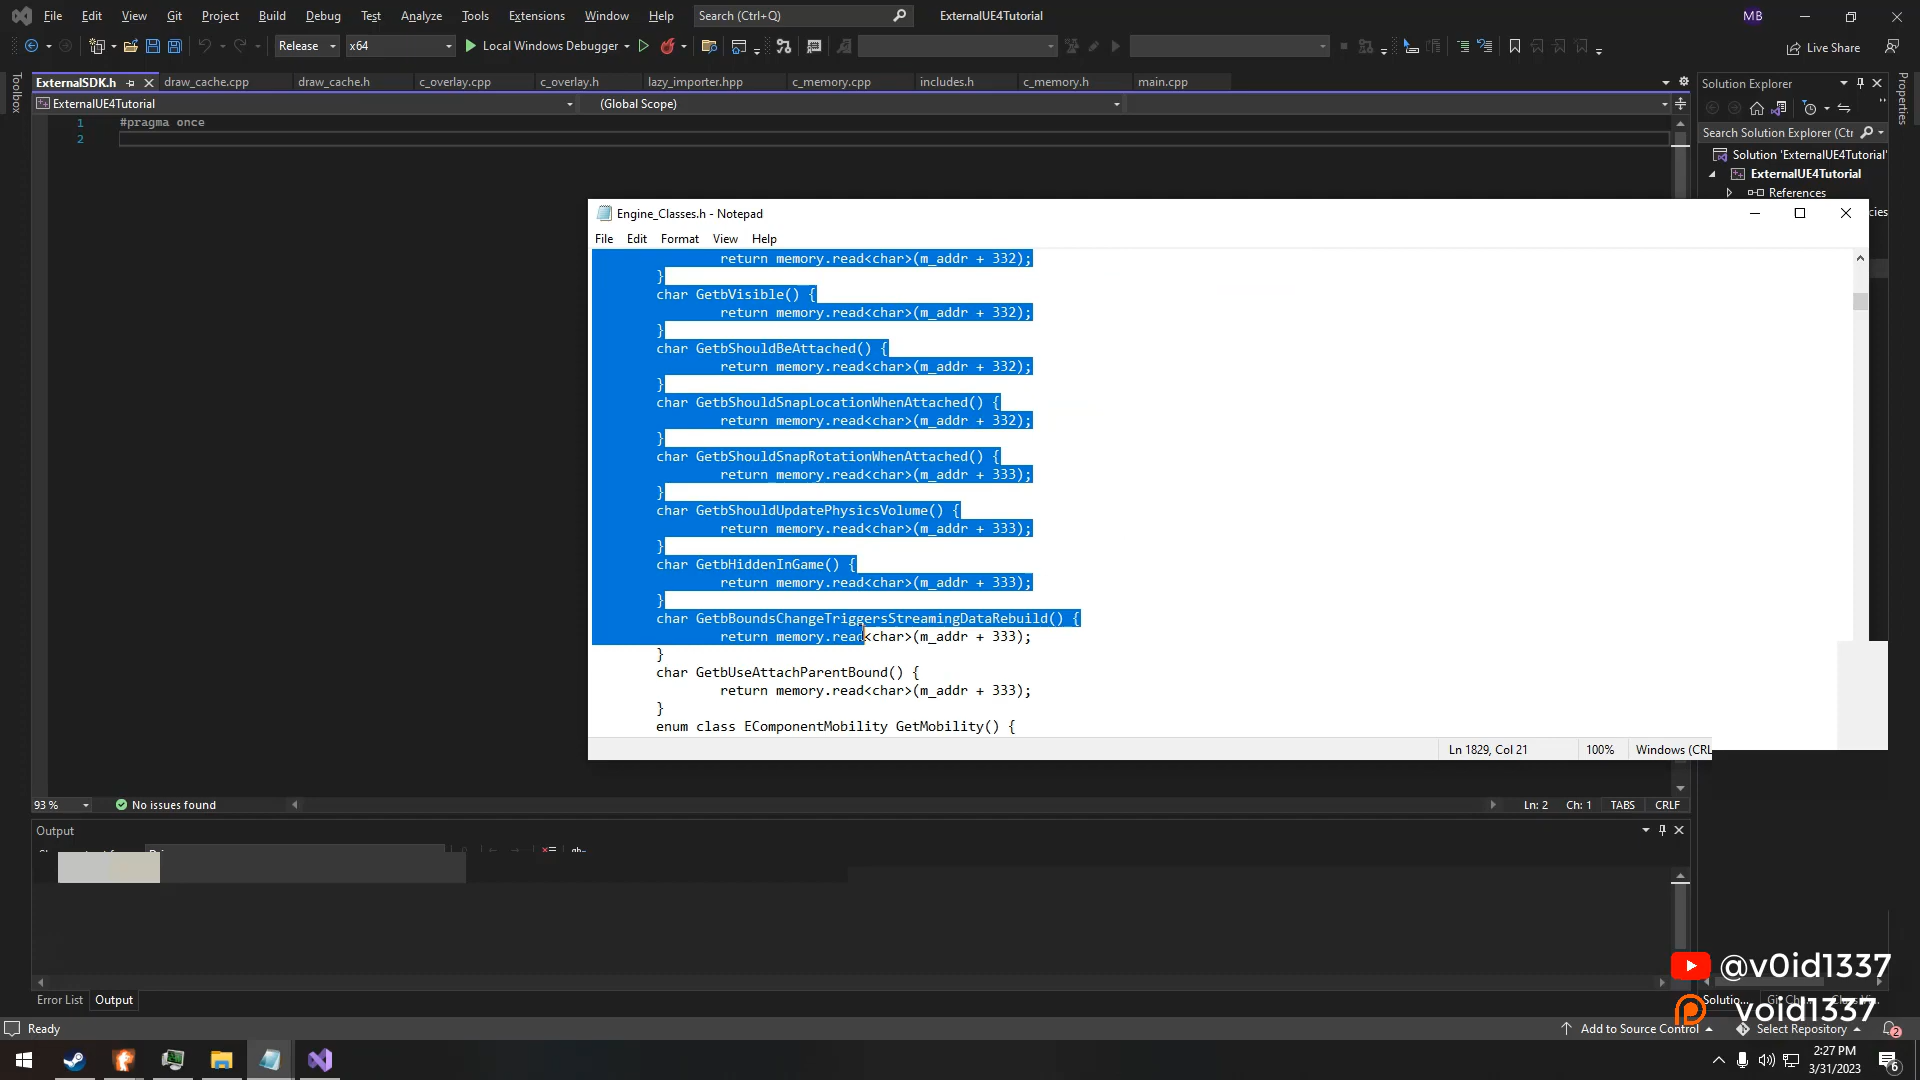 File Edit View Git Project Build Debug Test Analyze Tools Extensions Window Help Search (Ctrl+Q) ExternalUE4Tutorial MB
Release x64 Local Windows Debugger Live Share
ExternalSDK.h draw_cache.cpp draw_cache.h c_overlay.cpp c_overlay.h lazy_importer.hpp c_memory.cpp includes.h c_memory.h main.cpp
ExternalUE4Tutorial (Global Scope)
Toolbox
Properties
1 #pragma once
2
Solution Explorer
Search Solution Explorer (Ctr
Solution 'ExternalUE4Tutorial'
ExternalUE4Tutorial
References
cies
Engine_Classes.h - Notepad
File Edit Format View Help
return memory.read<char>(m_addr + 332);
}
char GetbVisible() {
return memory.read<char>(m_addr + 332);
}
char GetbShouldBeAttached() {
return memory.read<char>(m_addr + 332);
}
char GetbShouldSnapLocationWhenAttached() {
return memory.read<char>(m_addr + 332);
}
char GetbShouldSnapRotationWhenAttached() {
return memory.read<char>(m_addr + 333);
}
char GetbShouldUpdatePhysicsVolume() {
return memory.read<char>(m_addr + 333);
}
char GetbHiddenInGame() {
return memory.read<char>(m_addr + 333);
}
char GetbBoundsChangeTriggersStreamingDataRebuild() {
return memory.read<char>(m_addr + 333);
}
char GetbUseAttachParentBound() {
return memory.read<char>(m_addr + 333);
}
enum class EComponentMobility GetMobility() {
Ln 1829, Col 21 100% Windows (CRL
93 % No issues found Ln: 2 Ch: 1 TABS CRLF
Output
Error List Output
@v0id1337
Solutio...
void1337
Ready Add to Source Control Select Repository 2
2:27 PM
3/31/2023
6